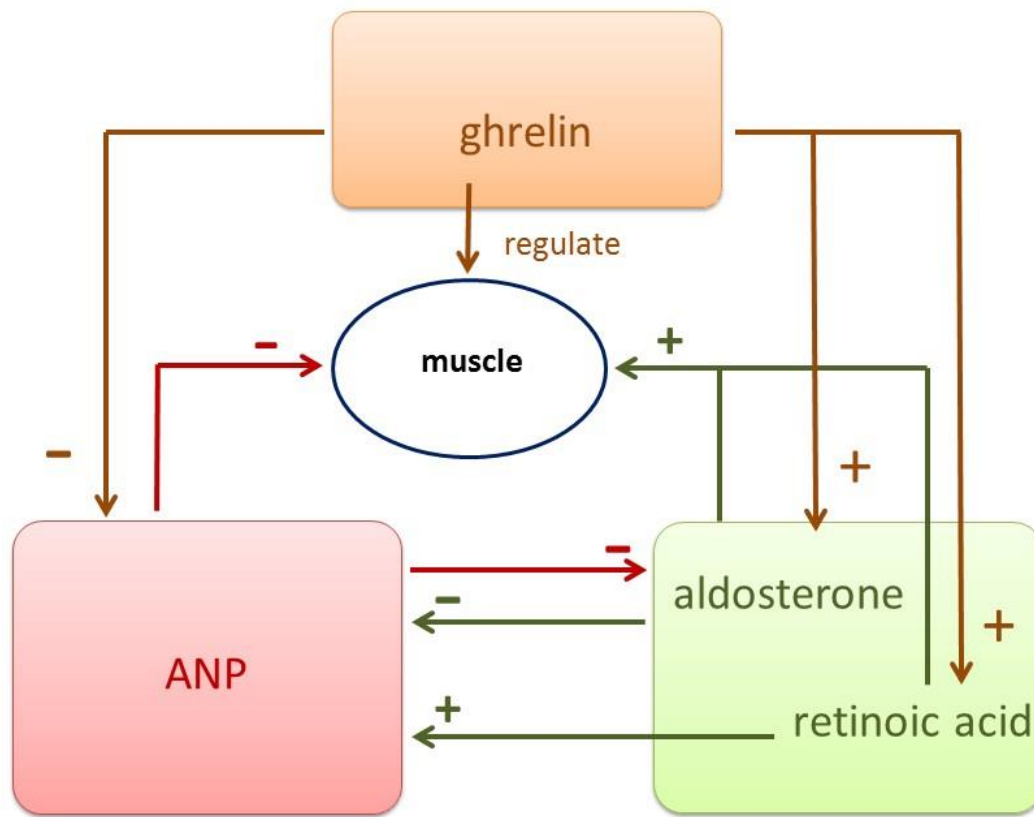 ghrelin
regulate
-
+
muscle
-
+
-
-
aldosterone
+
ANP
+
retinoic acid